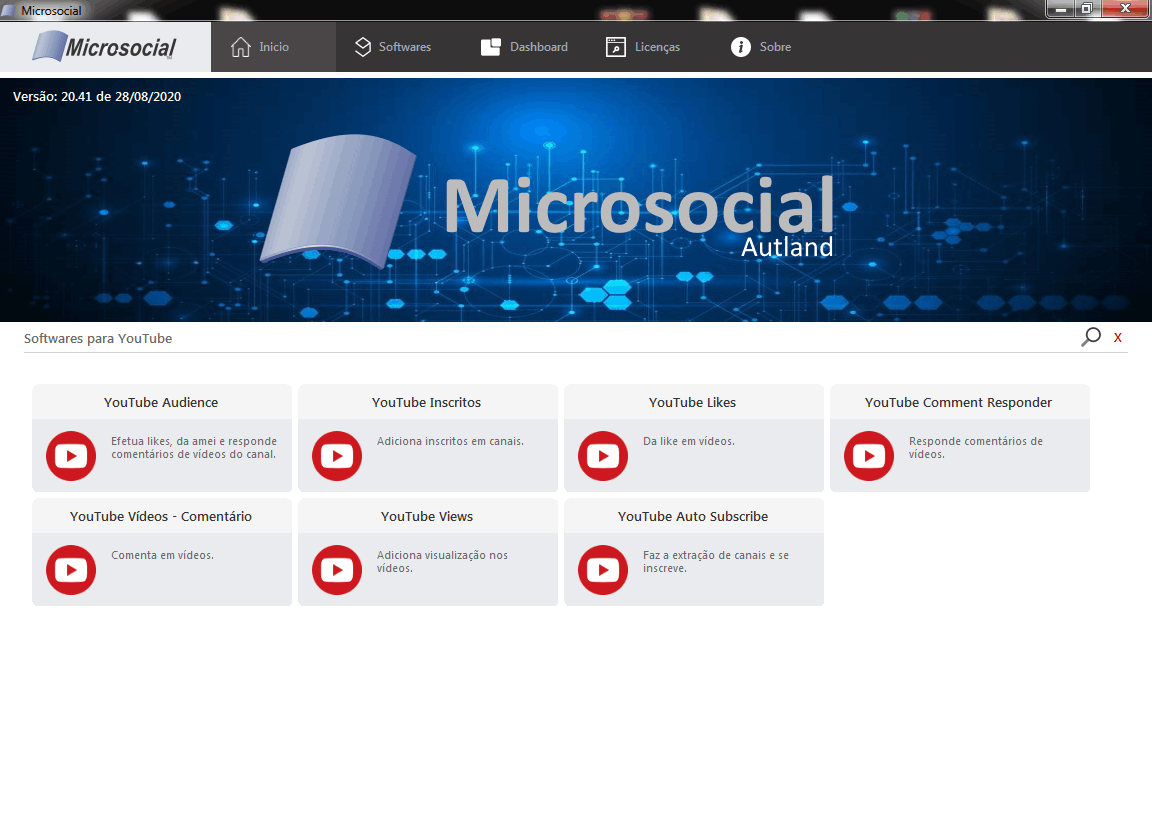 Microsocial
Microsocial
Inicio
Softwares
Dashboard
Licenças
Sobre
Versão: 20.41 de 28/08/2020
Microsocial
Autland
Softwares para YouTube
X
YouTube Audience
Efetua likes, da amei e responde
comentários de vídeos do canal.
YouTube Inscritos
Adiciona inscritos em canais.
YouTube Likes
Da like em vídeos.
YouTube Comment Responder
Responde comentários de
vídeos.
YouTube Vídeos - Comentário
Comenta em vídeos.
YouTube Views
Adiciona visualização nos
vídeos.
YouTube Auto Subscribe
Faz a extração de canais e se
inscreve.